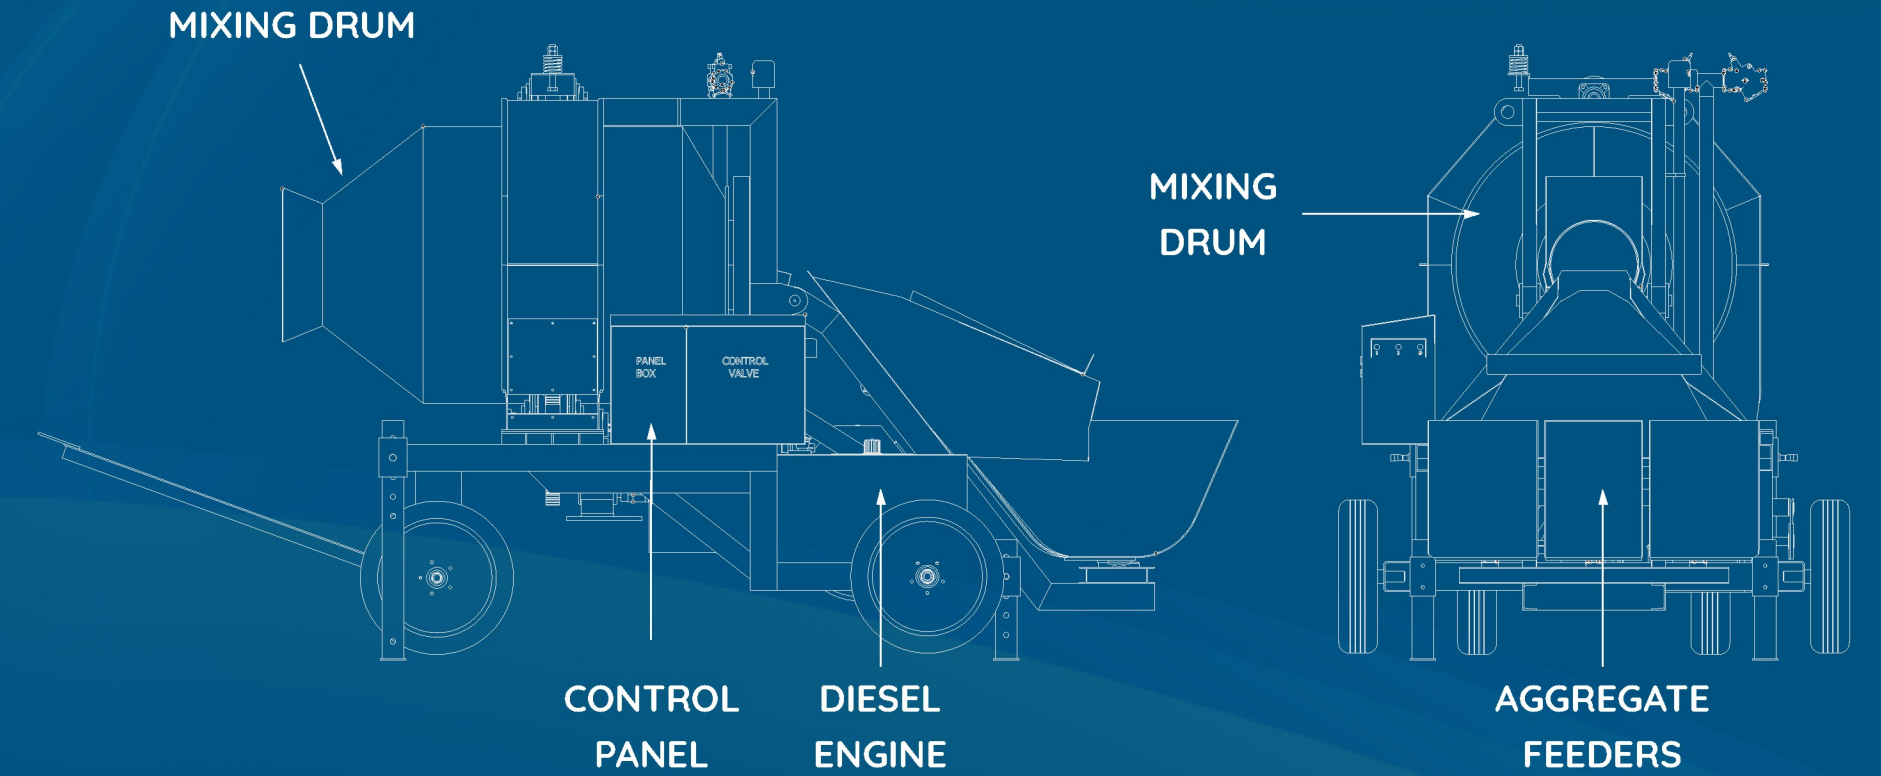 MIXING DRUM
MIXING
DRUM
PANEL
BOX
CONTROL
VALVE
CONTROL
PANEL
DIESEL
ENGINE
AGGREGATE
FEEDERS